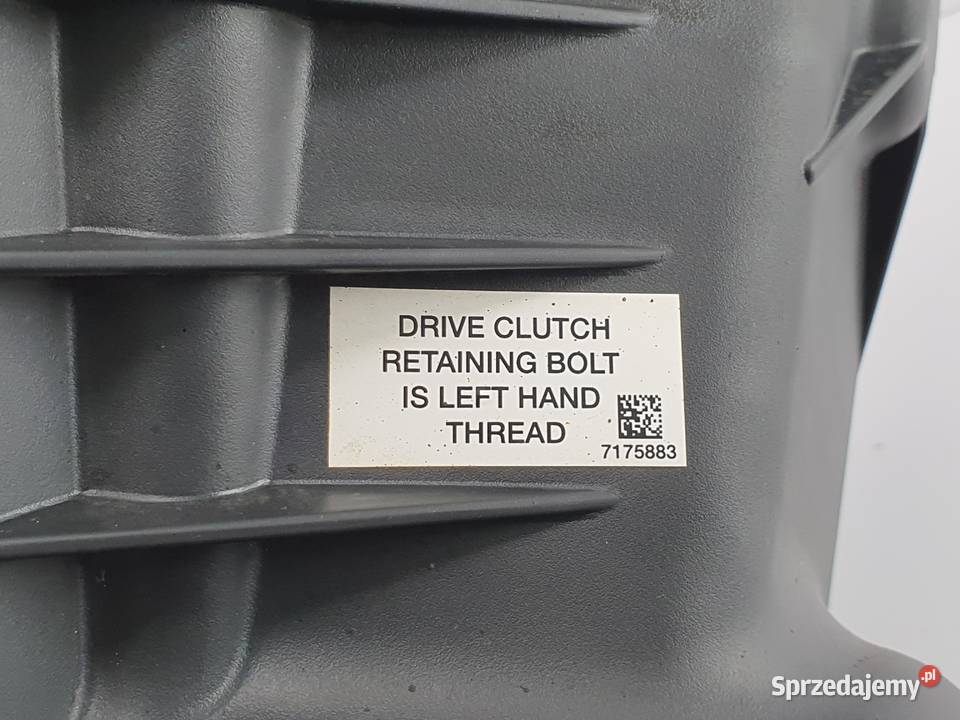 DRIVE CLUTCH
RETAINING BOLT
IS LEFT HAND
THREAD
7175883
Sprzedajemy.pl